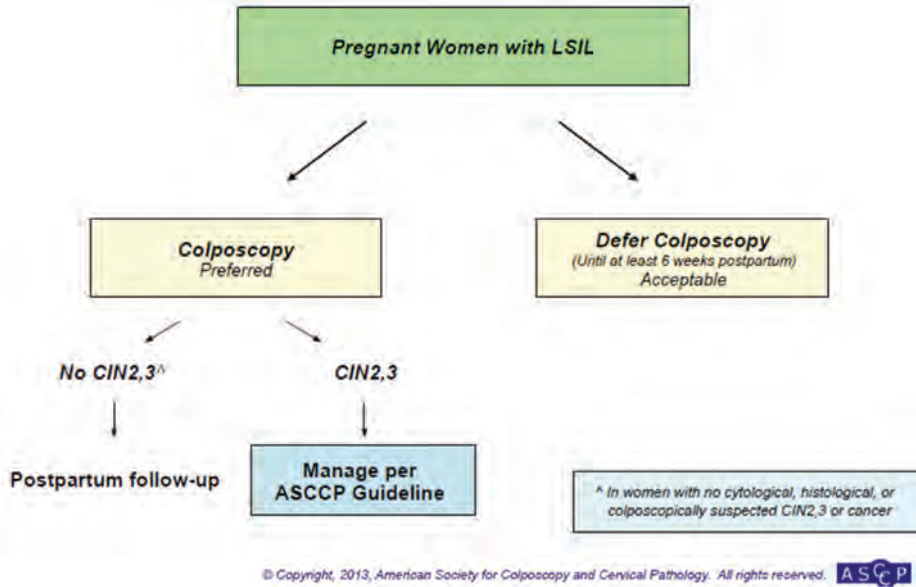 Pregnant Women with LSIL
Colposcopy
Preferred
Defer Colposcopy
(Until at least 6 weeks postpartum)
Acceptable
No CIN2,3^
CIN2,3
Postpartum follow-up
Manage per
ASCCP Guideline
^ In women with no cytological, histological, or
colposcopically suspected CIN2,3 or cancer
© Copyright, 2013, American Society for Colposcopy and Cervical Pathology. All rights reserved.
ASCCP